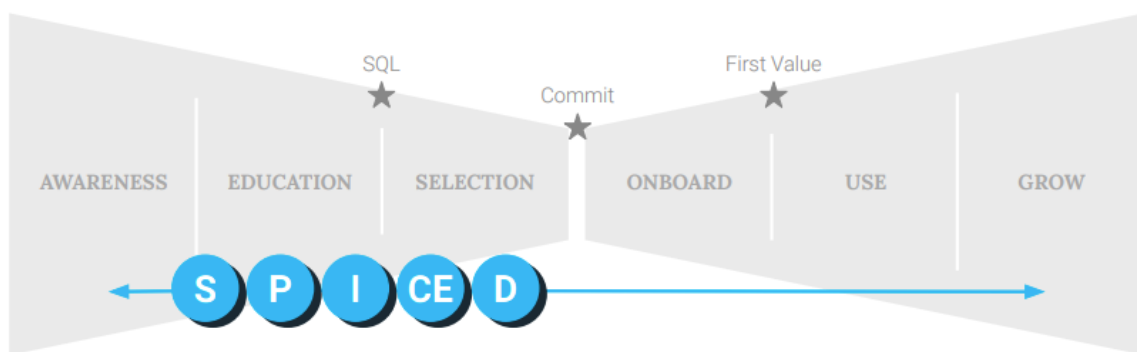 SQL
First Value
Commit
AWARENESS EDUCATION SELECTION ONBOARD USE GROW
S P I CE D